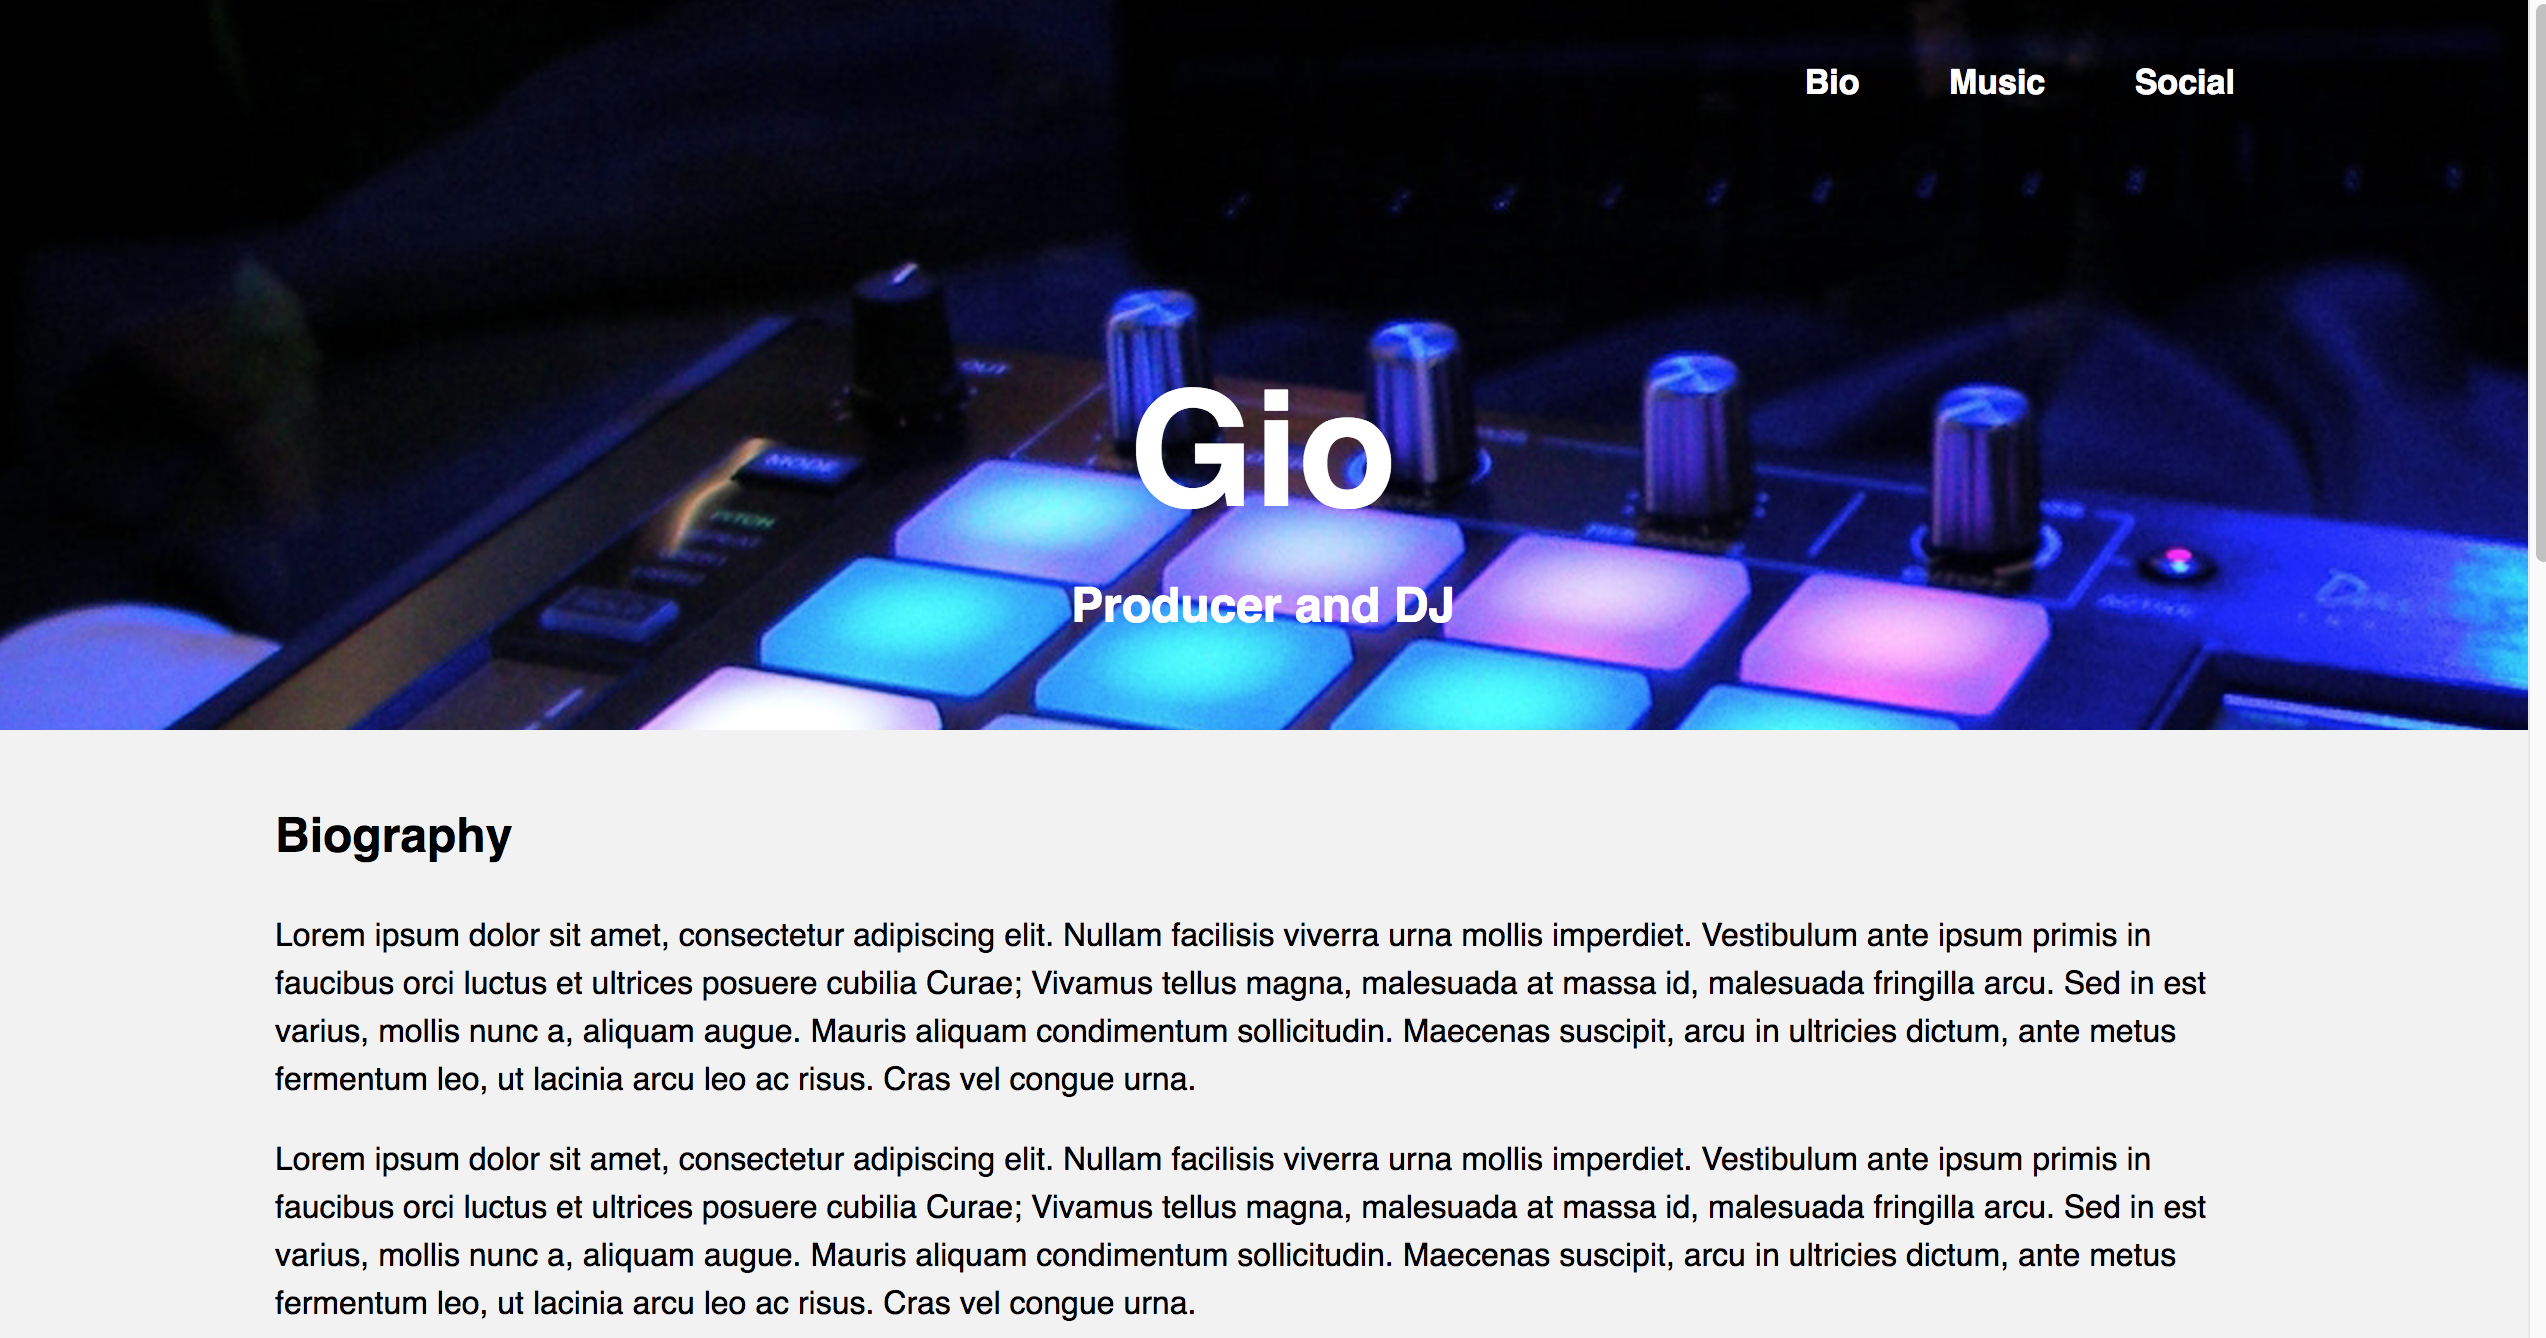 Bio Music Social
OUT
Gio
MODE
PITCH
Producer and DJ
Biography
Lorem ipsum dolor sit amet, consectetur adipiscing elit. Nullam facilisis viverra urna mollis imperdiet. Vestibulum ante ipsum primis in
faucibus orci luctus et ultrices posuere cubilia Curae; Vivamus tellus magna, malesuada at massa id, malesuada fringilla arcu. Sed in est
varius, mollis nunc a, aliquam augue. Mauris aliquam condimentum sollicitudin. Maecenas suscipit, arcu in ultricies dictum, ante metus
fermentum leo, ut lacinia arcu leo ac risus. Cras vel congue urna.
Lorem ipsum dolor sit amet, consectetur adipiscing elit. Nullam facilisis viverra urna mollis imperdiet. Vestibulum ante ipsum primis in
faucibus orci luctus et ultrices posuere cubilia Curae; Vivamus tellus magna, malesuada at massa id, malesuada fringilla arcu. Sed in est
varius, mollis nunc a, aliquam augue. Mauris aliquam condimentum sollicitudin. Maecenas suscipit, arcu in ultricies dictum, ante metus
fermentum leo, ut lacinia arcu leo ac risus. Cras vel congue urna.